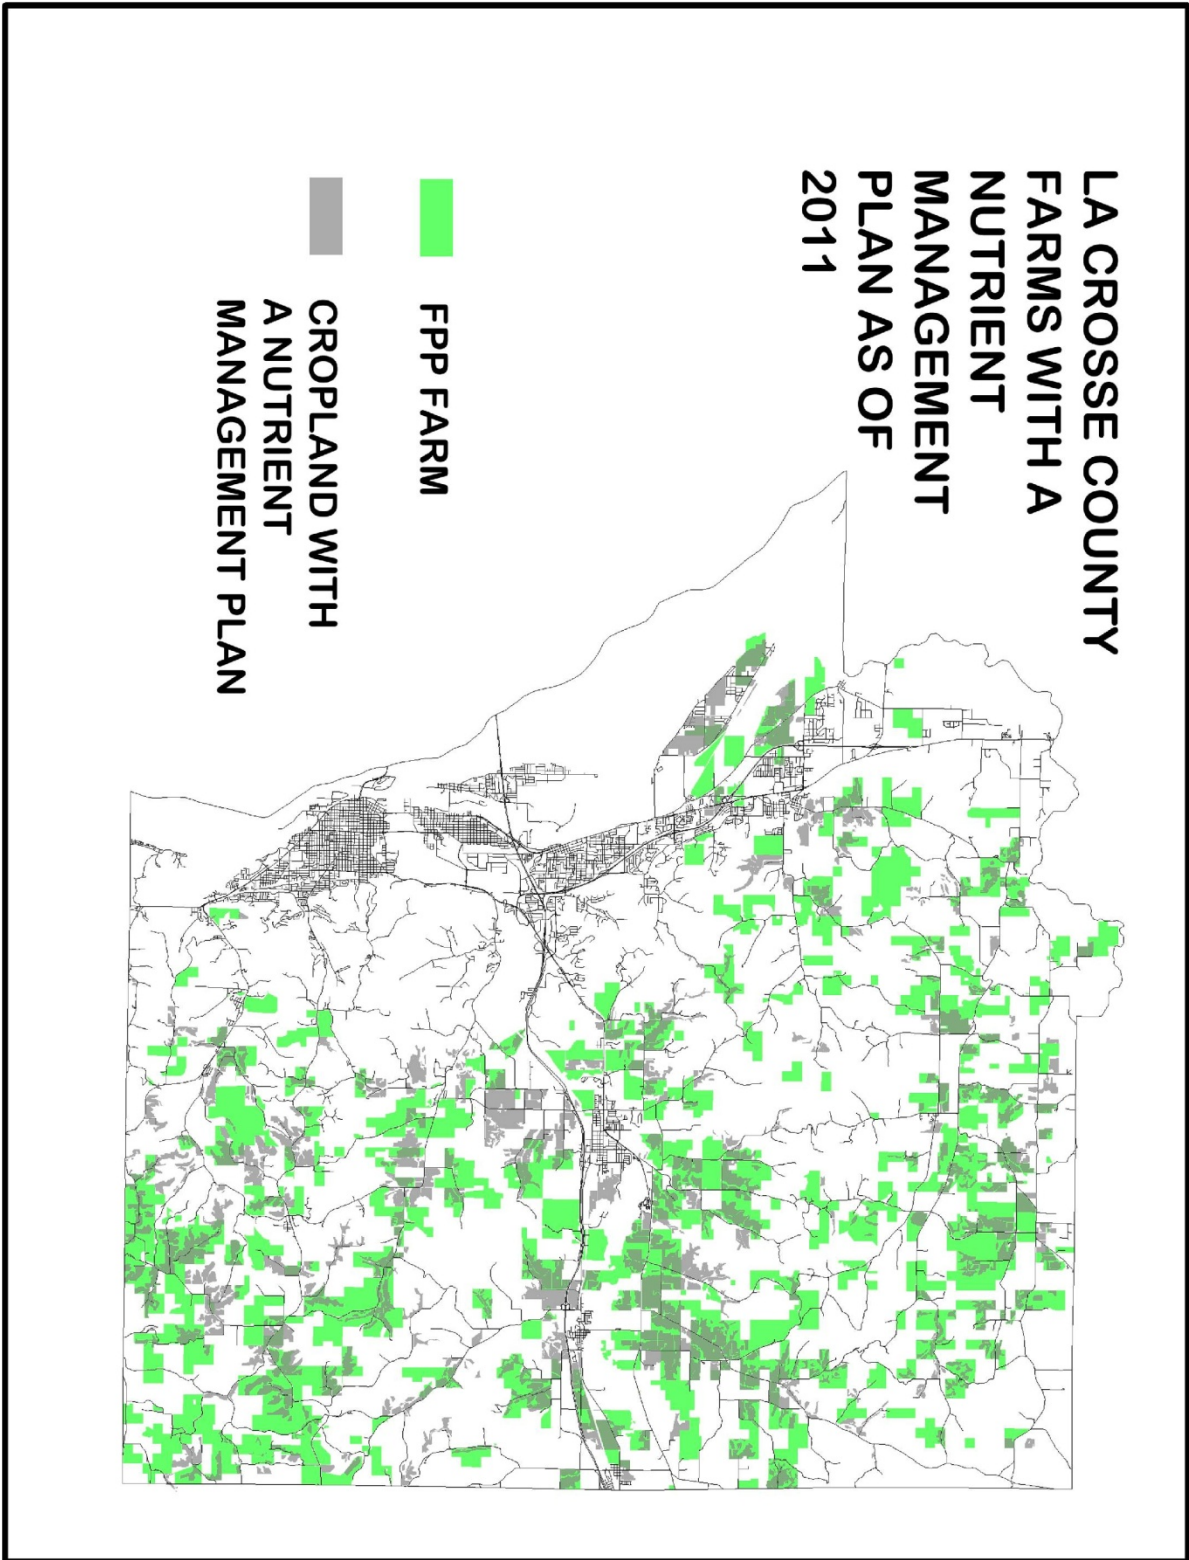 LA CROSSE COUNTY
FARMS WITH A
NUTRIENT
MANAGEMENT
PLAN AS OF
2011
FPP FARM
CROPLAND WITH
A NUTRIENT
MANAGEMENT PLAN